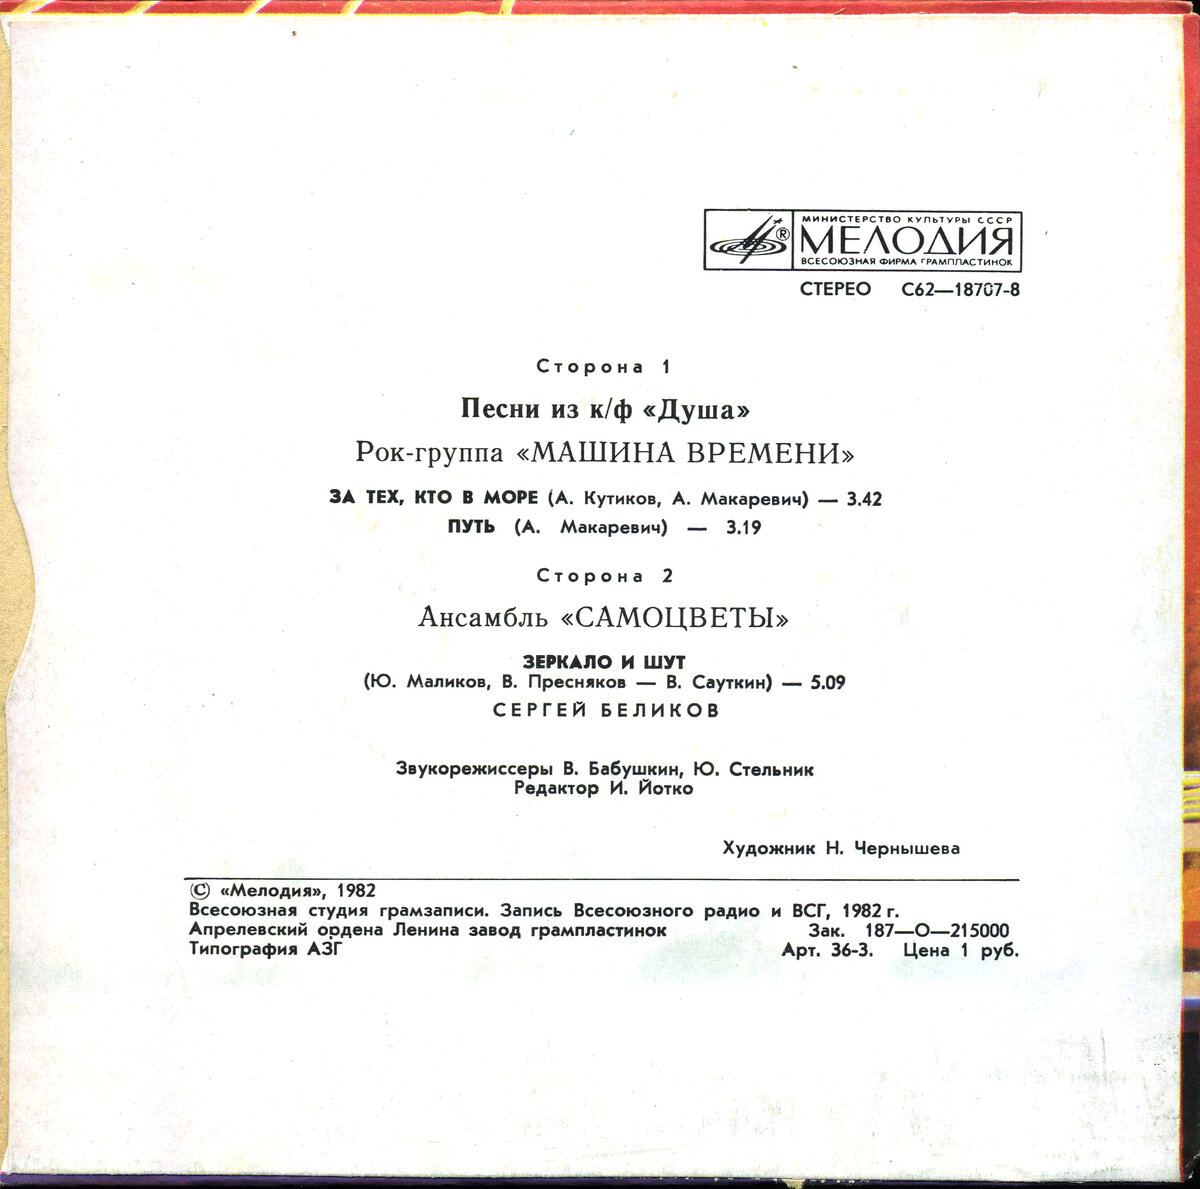 МИНИСТЕРСТВО КУЛЬТУРЫ СССР
® МЕЛОДИЯ
ВСЕСОЮЗНАЯ ФИРМА ГРАМПЛАСТИНОК
СТЕРЕО С62—18707-8
Сторона 1
Песни из к/ф «Душа»
Рок-группа «МАШИНА ВРЕМЕНИ»
ЗА ТЕХ, КТО В МОРЕ (А. Кутиков, А. Макаревич) — 3.42
ПУТЬ (А. Макаревич) — 3.19
Сторона 2
Ансамбль «САМОЦВЕТЫ»
ЗЕРКАЛО И ШУТ
(Ю. Маликов, В. Пресняков — В. Сауткин) — 5.09
СЕРГЕЙ БЕЛИКОВ
Звукорежиссеры В. Бабушкин, Ю. Стельник
Редактор И. Йотко
Художник Н. Чернышева
© «Мелодия», 1982
Всесоюзная студия грамзаписи. Запись Всесоюзного радио и ВСГ, 1982 г.
Апрелевский ордена Ленина завод грампластинок Зак. 187—О—215000
Типография АЗГ Арт. 36-3. Цена 1 руб.